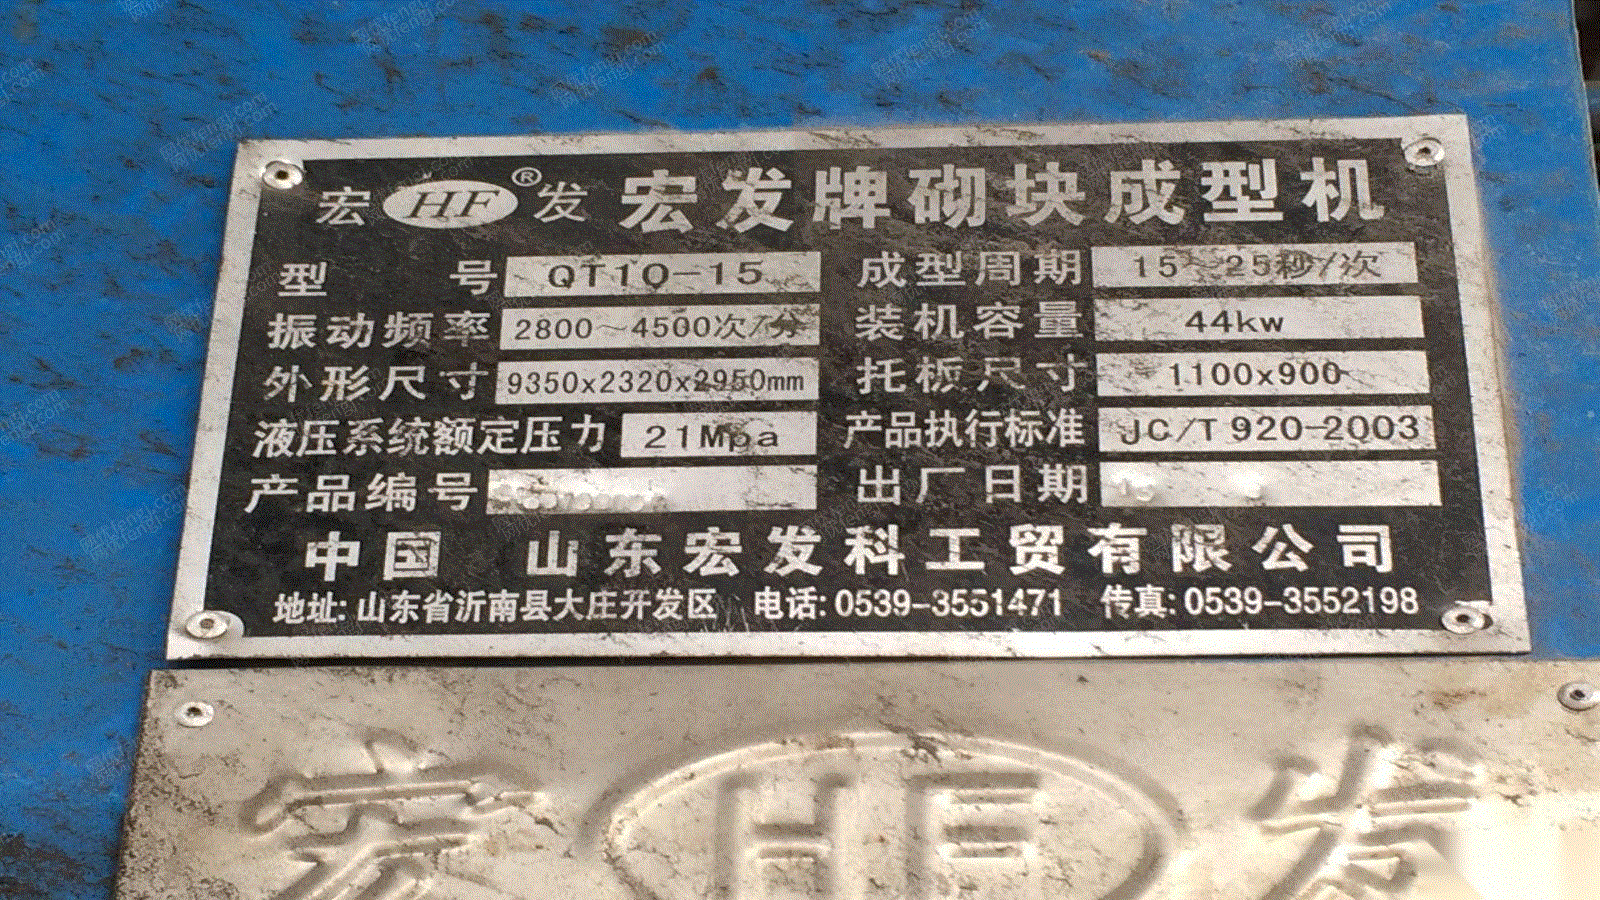 宏 HF® 发 宏发牌砌块成型机
型号 QT10-15 成型周期 15~25秒/次
振动频率 2800~4500次/分 装机容量 44kw
外形尺寸 9350x2320x2950mm 托板尺寸 1100x900
液压系统额定压力 21Mpa 产品执行标准 JC/T 920-2003
产品编号 出厂日期
中国 山东宏发科工贸有限公司
地址:山东省沂南县大庄开发区 电话:0539-3551471 传真:0539-3552198
宏 HF 发